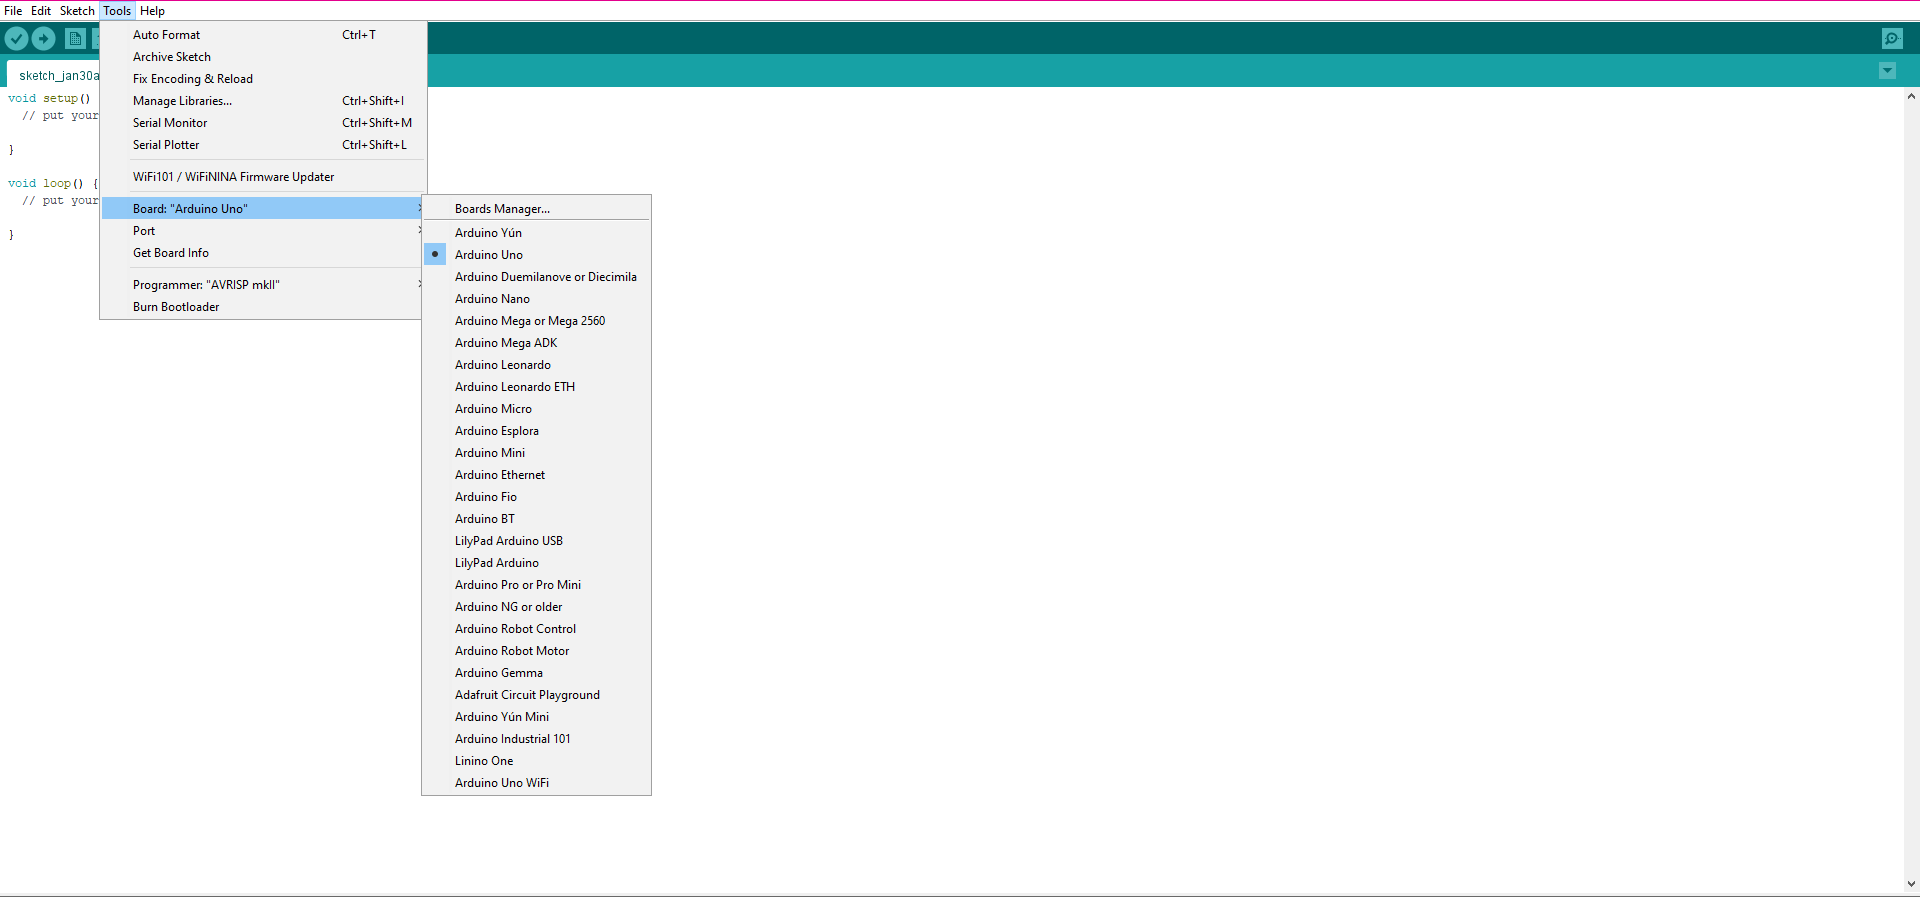 File Edit Sketch Tools Help
sketch_jan30a
void setup()
// put your
}
void loop() {
// put your
}
Auto Format Ctrl+T
Archive Sketch
Fix Encoding & Reload
Manage Libraries... Ctrl+Shift+I
Serial Monitor Ctrl+Shift+M
Serial Plotter Ctrl+Shift+L
WiFi101 / WiFiNINA Firmware Updater
Board: "Arduino Uno"
Port
Get Board Info
Programmer: "AVRISP mkII"
Burn Bootloader
Boards Manager...
Arduino Yún
Arduino Uno
Arduino Duemilanove or Diecimila
Arduino Nano
Arduino Mega or Mega 2560
Arduino Mega ADK
Arduino Leonardo
Arduino Leonardo ETH
Arduino Micro
Arduino Esplora
Arduino Mini
Arduino Ethernet
Arduino Fio
Arduino BT
LilyPad Arduino USB
LilyPad Arduino
Arduino Pro or Pro Mini
Arduino NG or older
Arduino Robot Control
Arduino Robot Motor
Arduino Gemma
Adafruit Circuit Playground
Arduino Yún Mini
Arduino Industrial 101
Linino One
Arduino Uno WiFi